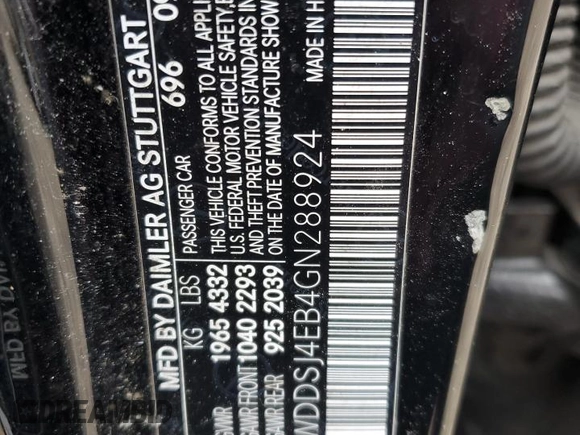 MFD BY DAIMLER AG STUTTGART 09
696
KG LBS PASSENGER CAR
GVWR 1965 4332 THIS VEHICLE CONFORMS TO ALL APPLI
GAWR FRONT 1040 2293 U.S. FEDERAL MOTOR VEHICLE SAFETY, B
GAWR REAR 925 2039 AND THEFT PREVENTION STANDARDS IN
ON DATE OF MANUFACTURE SHOW
WDDSJ4EB4GN288924 MADE IN H
DREAMBID